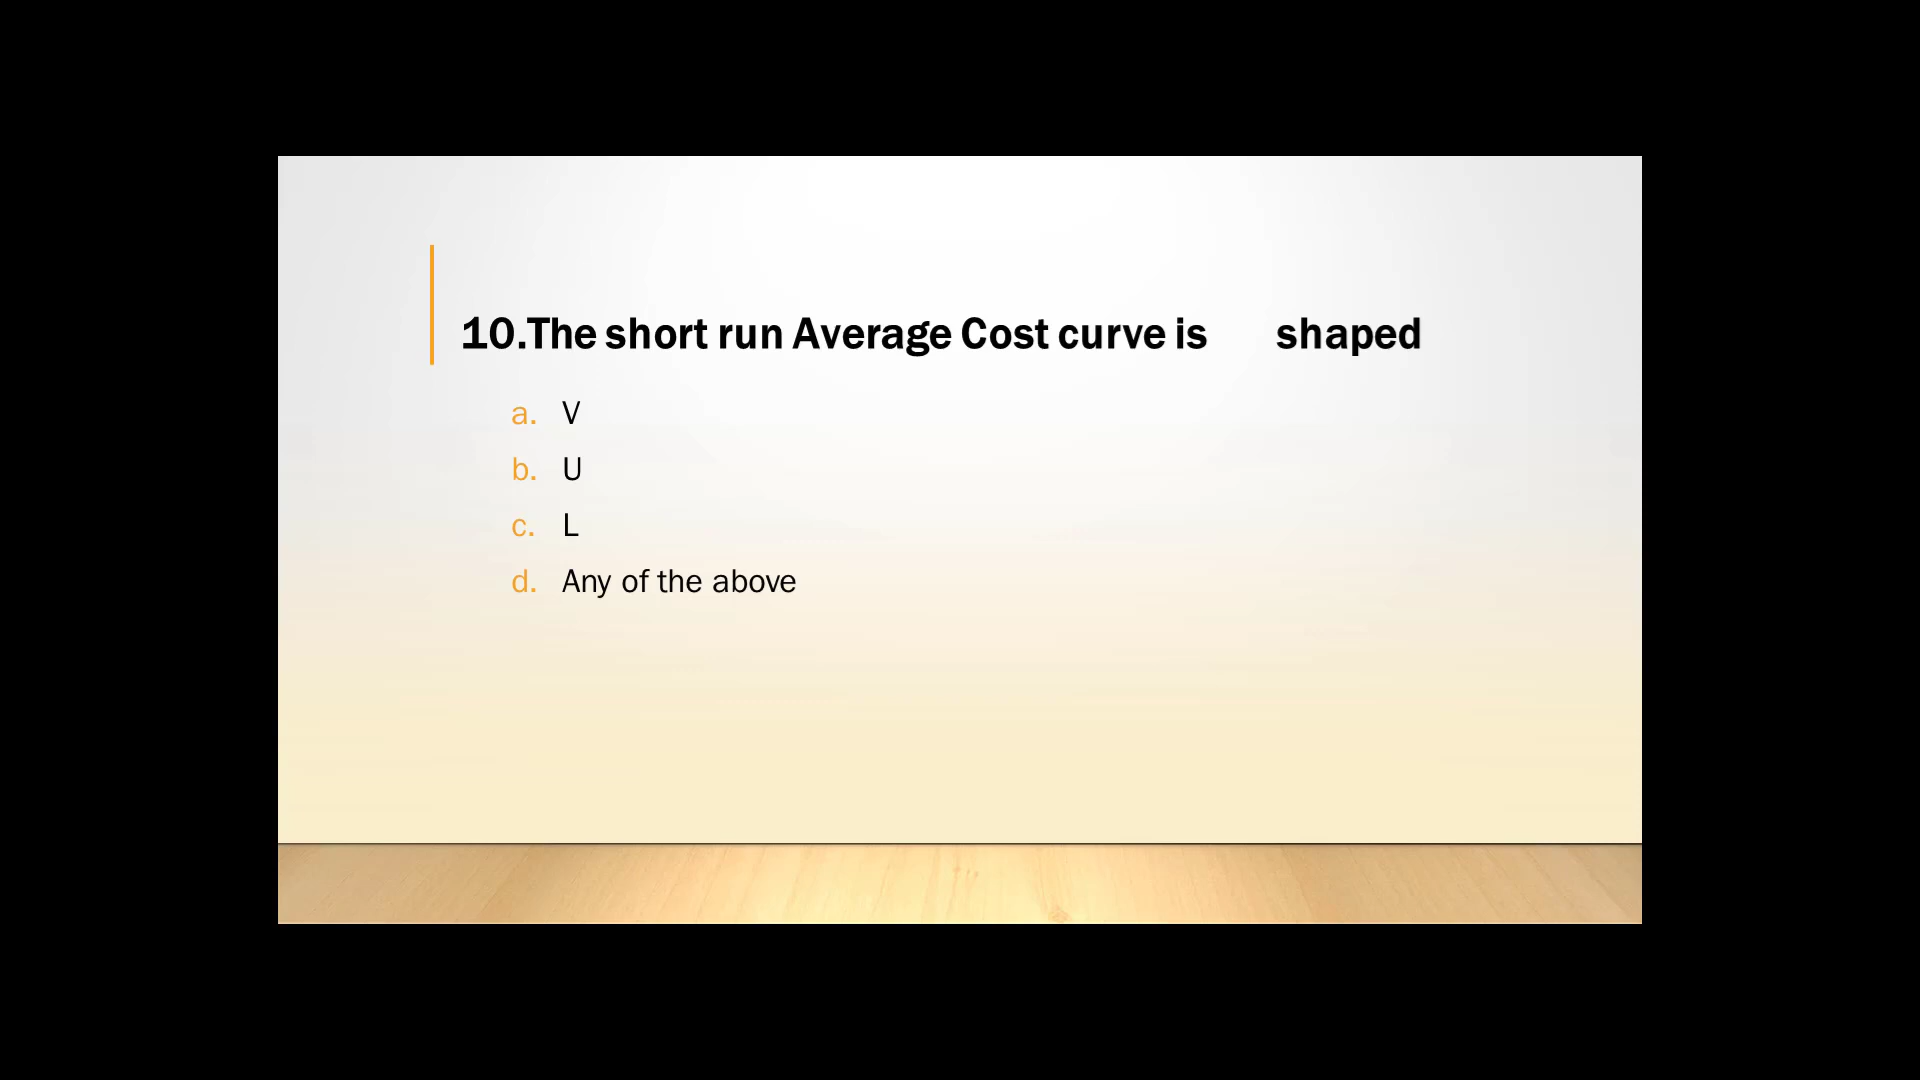 10.The short run Average Cost curve is shaped
a. V
b. U
c. L
d. Any of the above